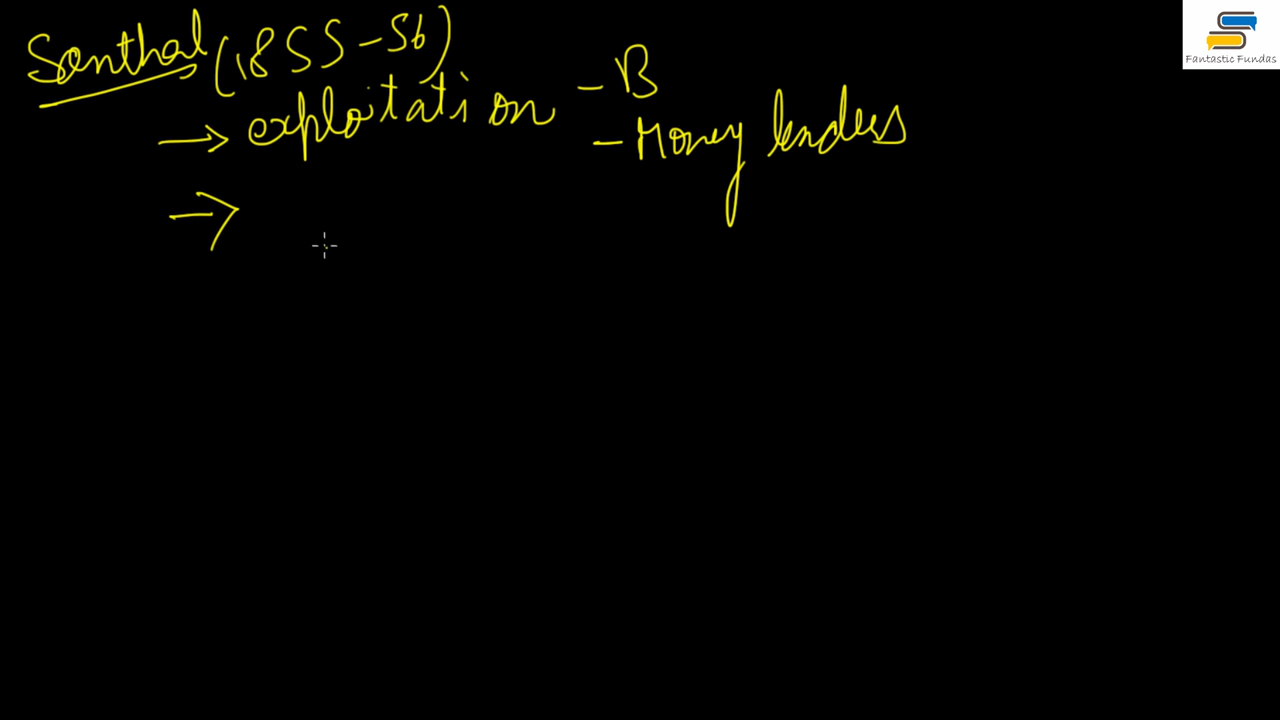 Santhal (1855-56)
→ exploitation - B
- Money lenders
→
Fantastic Fundas